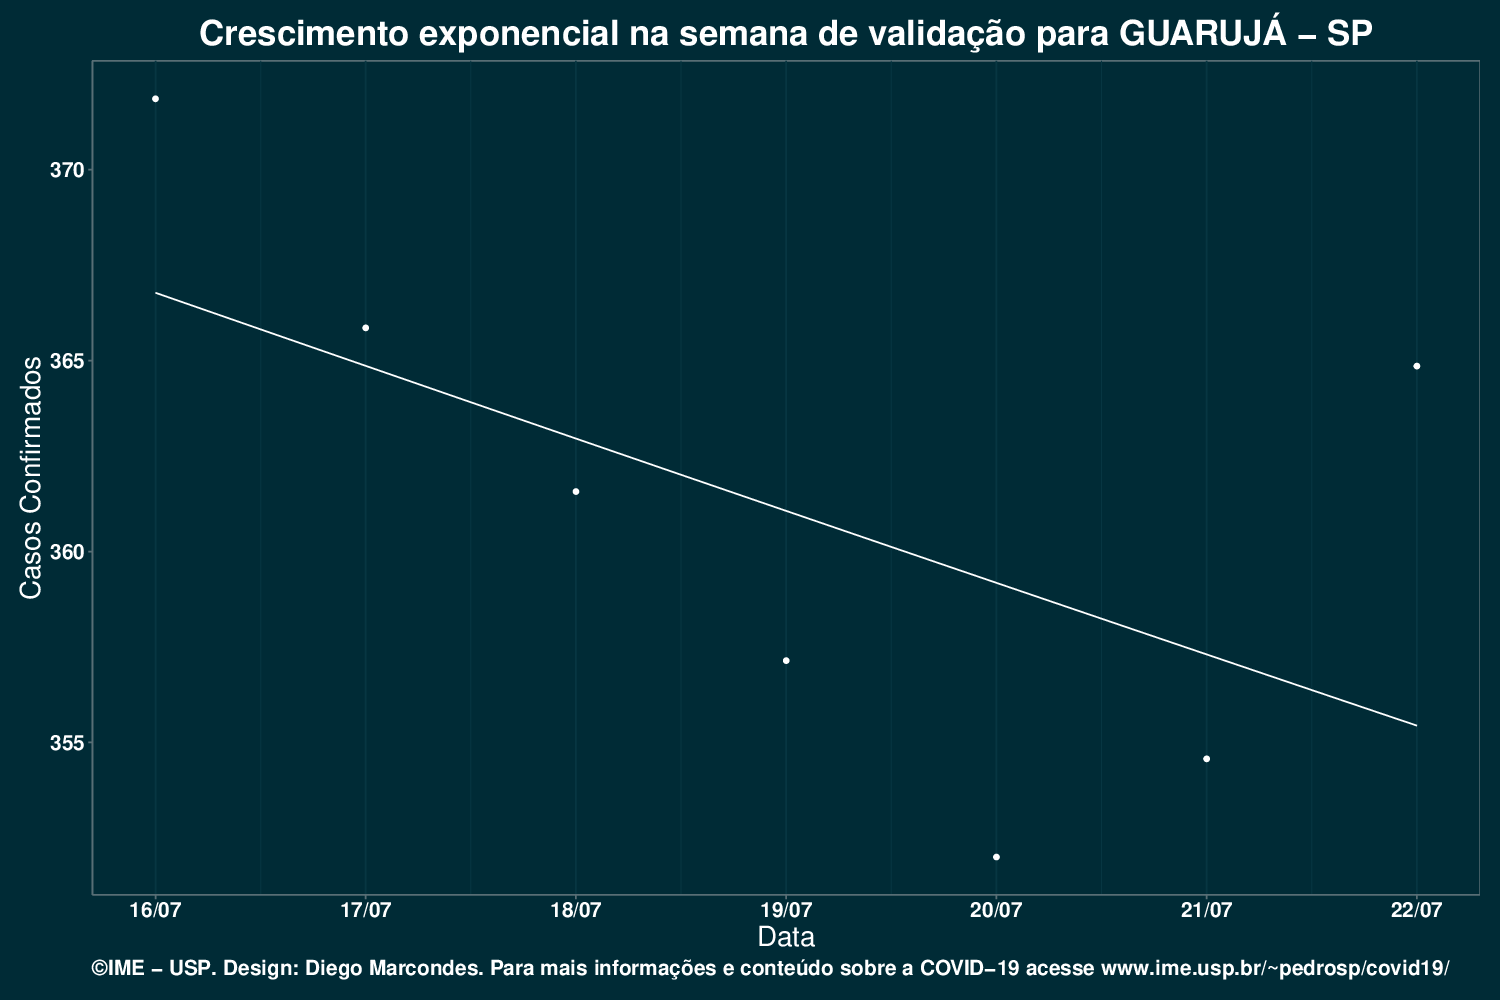 Crescimento exponencial na semana de validação para GUARUJÁ – SP
370
365
360
355
Casos Confirmados
16/07 17/07 18/07 19/07 20/07 21/07 22/07
Data
©IME – USP. Design: Diego Marcondes. Para mais informações e conteúdo sobre a COVID–19 acesse www.ime.usp.br/~pedrosp/covid19/